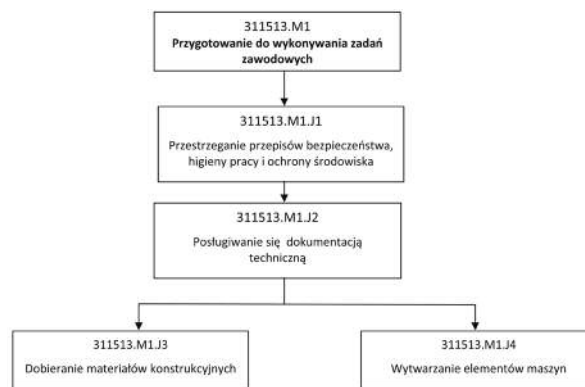 311513.M1
Przygotowanie do wykonywania zadań
zawodowych
311513.M1.J1
Przestrzeganie przepisów bezpieczeństwa,
higieny pracy i ochrony środowiska
311513.M1.J2
Posługiwanie się dokumentacją
techniczną
311513.M1.J3
Dobieranie materiałów konstrukcyjnych
311513.M1.J4
Wytwarzanie elementów maszyn